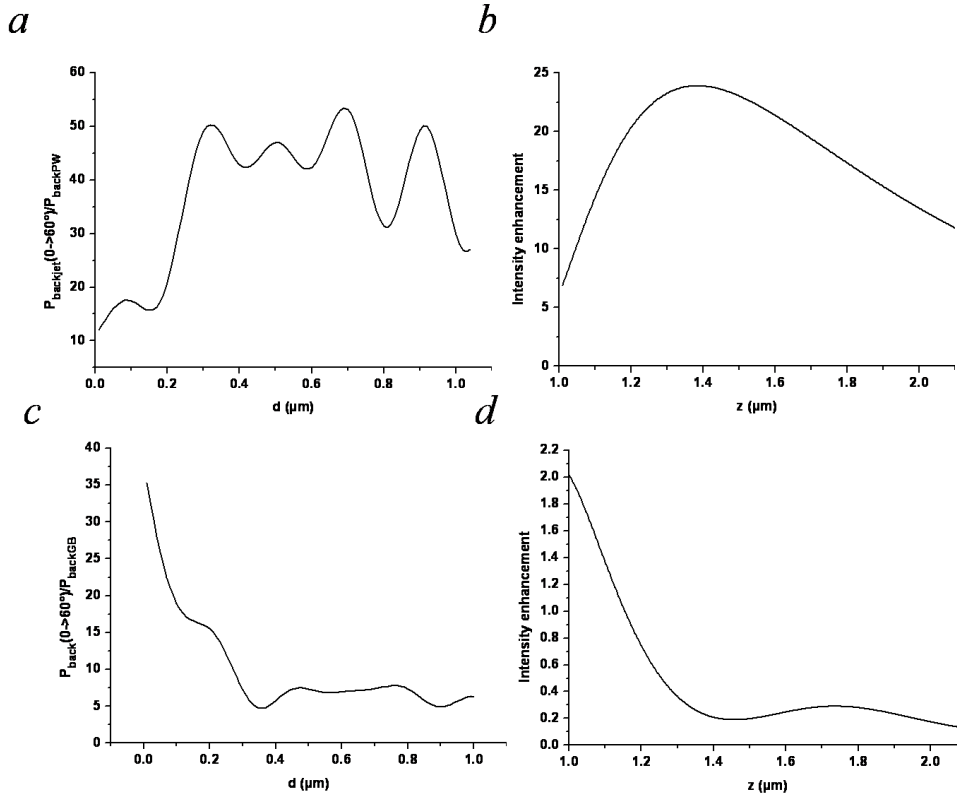 a
b
60
50
40
30
20
10
0.0 0.2 0.4 0.6 0.8 1.0
d (µm)
P_backjet(0->60°)/P_backPW
25
20
15
10
5
0
1.0 1.2 1.4 1.6 1.8 2.0
z (µm)
Intensity enhancement
c
d
40
35
30
25
20
15
10
5
0
0.0 0.2 0.4 0.6 0.8 1.0
d (µm)
P_back(0->60°)/P_backGB
2.2
2.0
1.8
1.6
1.4
1.2
1.0
0.8
0.6
0.4
0.2
0.0
1.0 1.2 1.4 1.6 1.8 2.0
z (µm)
Intensity enhancement